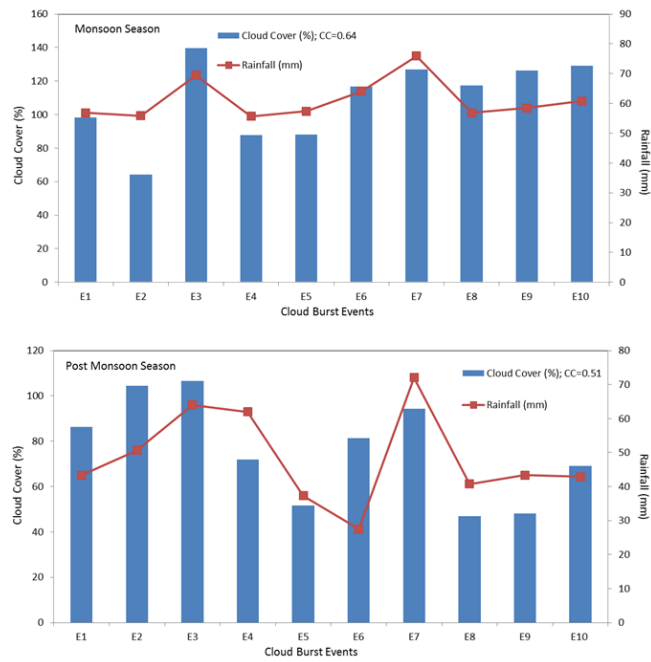 Monsoon Season
Cloud Cover (%); CC=0.64
Rainfall (mm)
Cloud Cover (%)
160
140
120
100
80
60
40
20
0
90
80
70
60
50
40
30
20
10
0
Rainfall (mm)
E1 E2 E3 E4 E5 E6 E7 E8 E9 E10
Cloud Burst Events
Post Monsoon Season
Cloud Cover (%); CC=0.51
Rainfall (mm)
Cloud Cover (%)
120
100
80
60
40
20
0
80
70
60
50
40
30
20
10
0
Rainfall (mm)
E1 E2 E3 E4 E5 E6 E7 E8 E9 E10
Cloud Burst Events